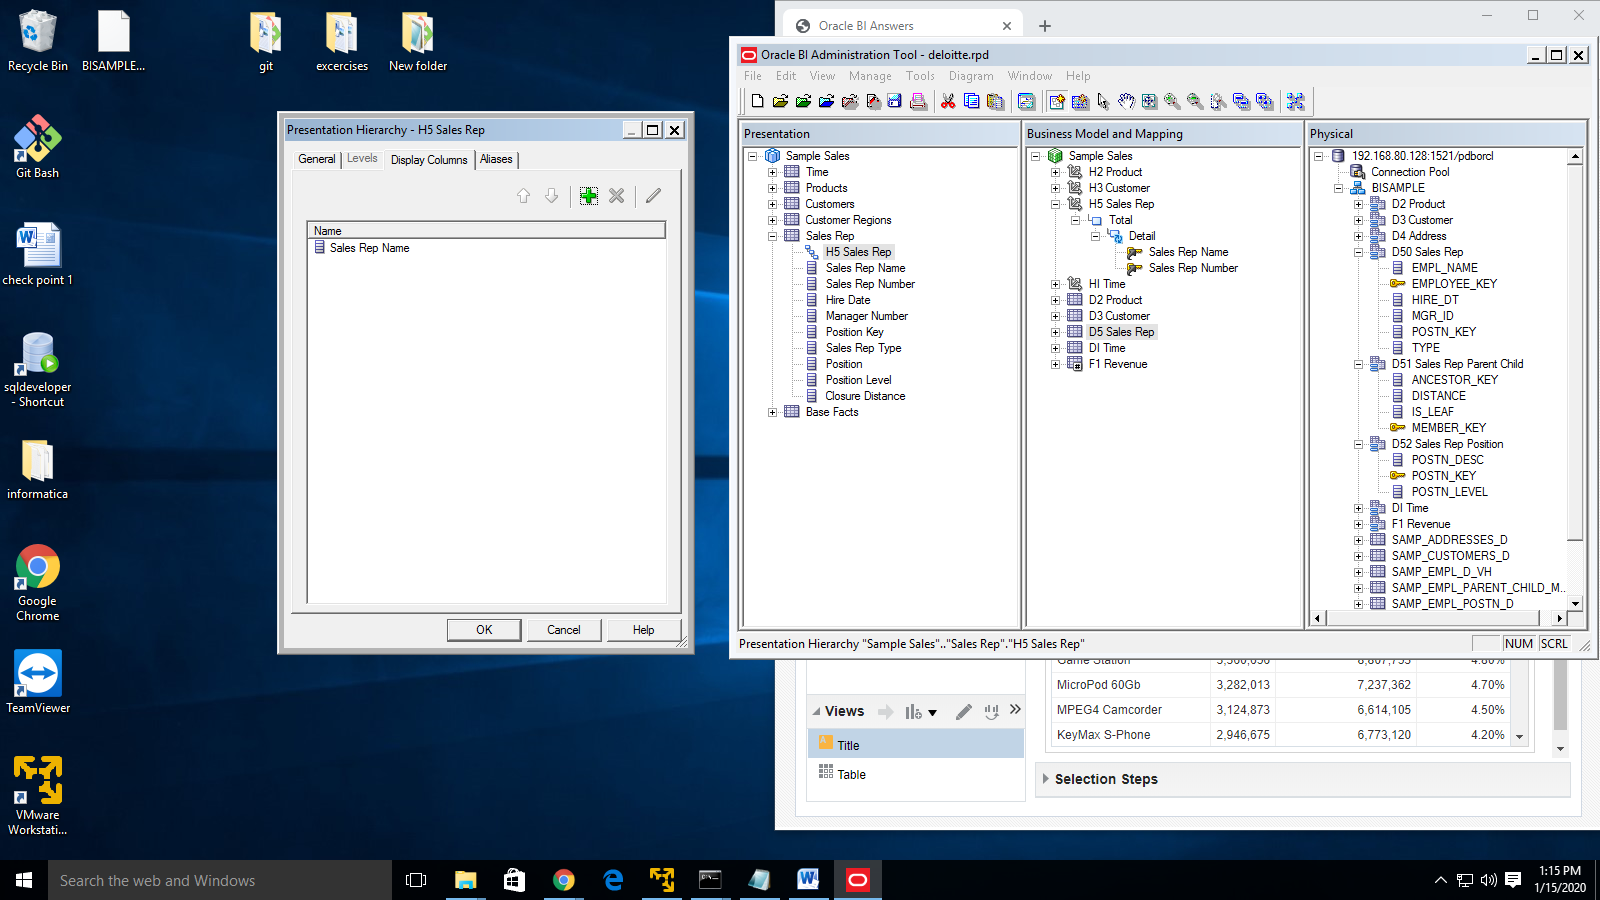 Recycle Bin
BISAMPLE...
git
excercises
New folder
Git Bash
check point 1
sqldeveloper
- Shortcut
informatica
Google
Chrome
TeamViewer
VMware
Workstati...
Presentation Hierarchy - H5 Sales Rep
General
Levels
Display Columns
Aliases
Name
Sales Rep Name
OK
Cancel
Help
Oracle BI Answers
Oracle BI Administration Tool - deloitte.rpd
File Edit View Manage Tools Diagram Window Help
Presentation
Sample Sales
Time
Products
Customers
Customer Regions
Sales Rep
H5 Sales Rep
Sales Rep Name
Sales Rep Number
Hire Date
Manager Number
Position Key
Sales Rep Type
Position
Position Level
Closure Distance
Base Facts
Business Model and Mapping
Sample Sales
H2 Product
H3 Customer
H5 Sales Rep
Total
Detail
Sales Rep Name
Sales Rep Number
HI Time
D2 Product
D3 Customer
D5 Sales Rep
DI Time
F1 Revenue
Physical
192.168.80.128:1521/pdborcl
Connection Pool
BISAMPLE
D2 Product
D3 Customer
D4 Address
D50 Sales Rep
EMPL_NAME
EMPLOYEE_KEY
HIRE_DT
MGR_ID
POSTN_KEY
TYPE
D51 Sales Rep Parent Child
ANCESTOR_KEY
DISTANCE
IS_LEAF
MEMBER_KEY
D52 Sales Rep Position
POSTN_DESC
POSTN_KEY
POSTN_LEVEL
DI Time
F1 Revenue
SAMP_ADDRESSES_D
SAMP_CUSTOMERS_D
SAMP_EMPL_D_VH
SAMP_EMPL_PARENT_CHILD_M...
SAMP_EMPL_POSTN_D
Presentation Hierarchy "Sample Sales".."Sales Rep"."H5 Sales Rep"
NUM
SCRL
Game Station
MicroPod 60Gb 3,282,013 7,237,362 4.70%
MPEG4 Camcorder 3,124,873 6,614,105 4.50%
KeyMax S-Phone 2,946,675 6,773,120 4.20%
Views
Title
Table
Selection Steps
Search the web and Windows
1:15 PM
1/15/2020